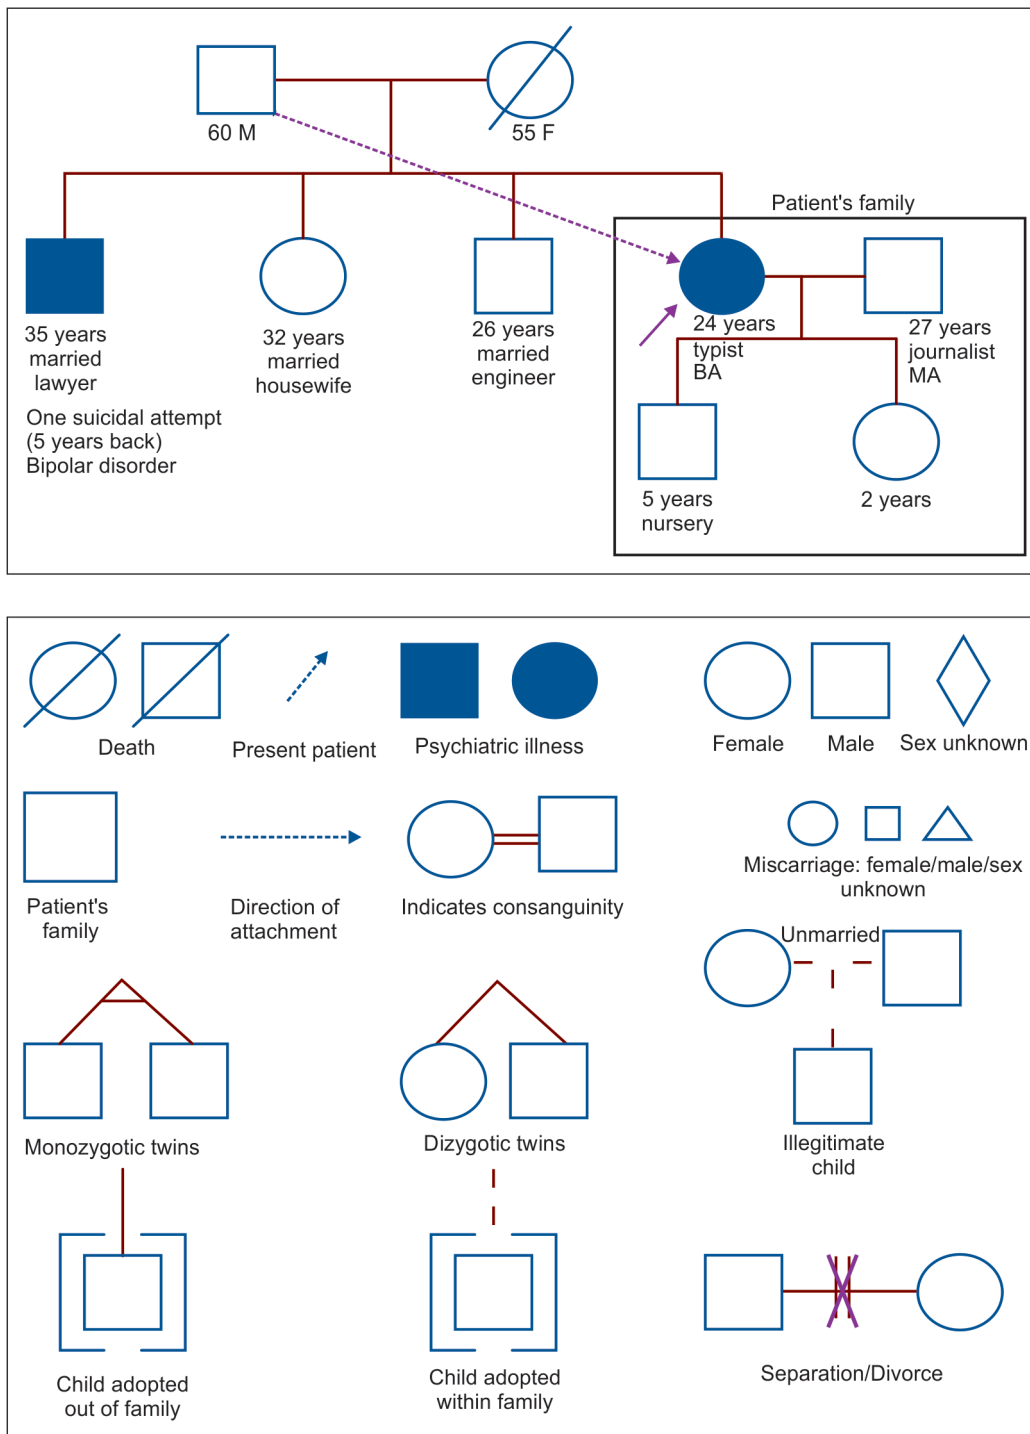 60 M
55 F
Patient's family
35 years
married
lawyer
One suicidal attempt
(5 years back)
Bipolar disorder
32 years
married
housewife
26 years
married
engineer
24 years
typist
BA
27 years
journalist
MA
5 years
nursery
2 years
Death
Present patient
Psychiatric illness
Female
Male
Sex unknown
Patient's
family
Direction of
attachment
Indicates consanguinity
Miscarriage: female/male/sex
unknown
Unmarried
Monozygotic twins
Dizygotic twins
Illegitimate
child
Child adopted
out of family
Child adopted
within family
Separation/Divorce